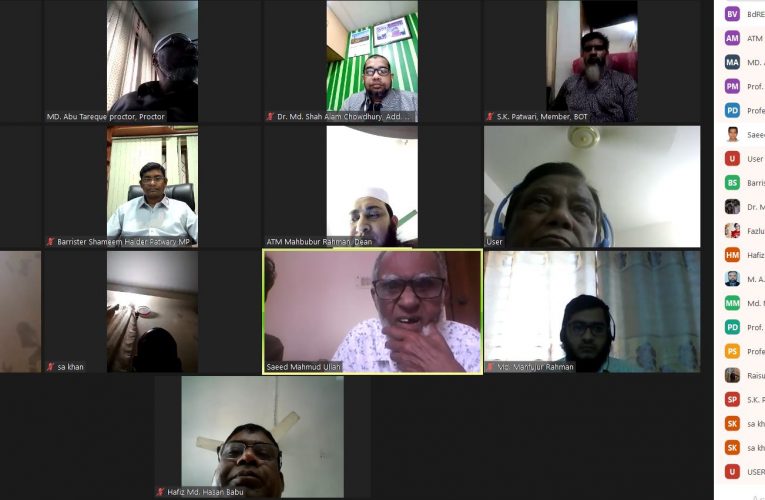 MD. Abu Tareque proctor, Proctor
Dr. Md. Shah Alam Chowdhury, Add. ...
S.K. Patwari, Member, BOT
Barrister Shameem Haider Patwary MP
ATM Mahbubur Rahman, Dean
User
sa khan
Saeed Mahmud Ullah
Md. Manfujur Rahman
Hafiz Md. Hasan Babu
BV BdRE
AM ATM
MA MD. A
PM Prof.
PD Profe
Saee
U User
BS Barris
Dr. M
Fazlu
HM Hafiz
M. A.
MM Md. M
PD Prof.
PS Profe
Raisu
SP S.K. P
SK sa kh
SK sa kh
U USER